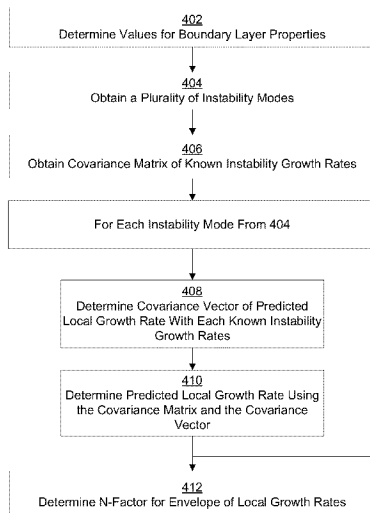 402
Determine Values for Boundary Layer Properties
404
Obtain a Plurality of Instability Modes
406
Obtain Covariance Matrix of Known Instability Growth Rates
For Each Instability Mode From 404
408
Determine Covariance Vector of Predicted
Local Growth Rate With Each Known Instability
Growth Rates
410
Determine Predicted Local Growth Rate Using
the Covariance Matrix and the Covariance
Vector
412
Determine N-Factor for Envelope of Local Growth Rates